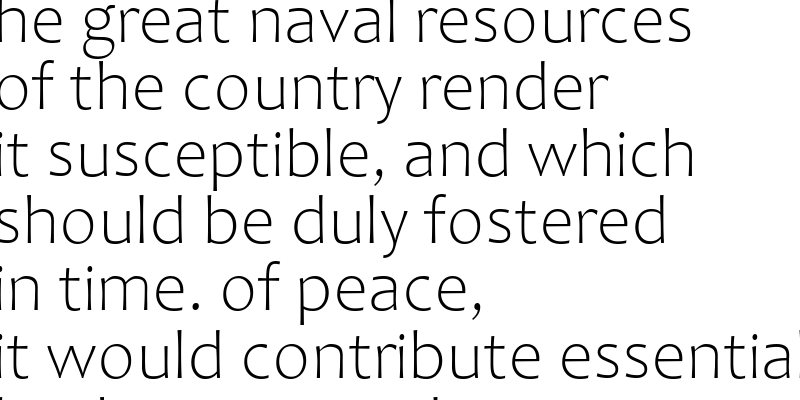 he great naval resources
of the country render
it susceptible, and which
should be duly fostered
in time. of peace,
it would contribute essential